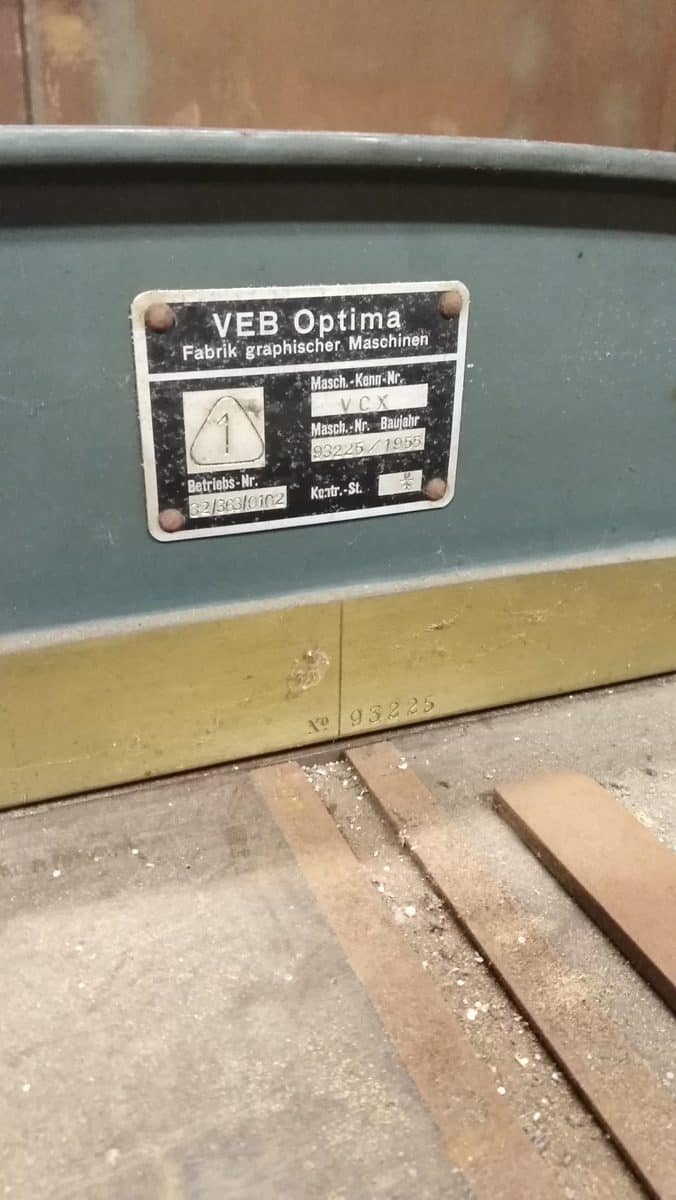 VEB Optima
Fabrik graphischer Maschinen
1
Masch.-Kenn-Nr.
VCX
Masch.-Nr. Baujahr
93225/1955
Betriebs-Nr.
32/363/0102
Kontr.-St.
No 93225